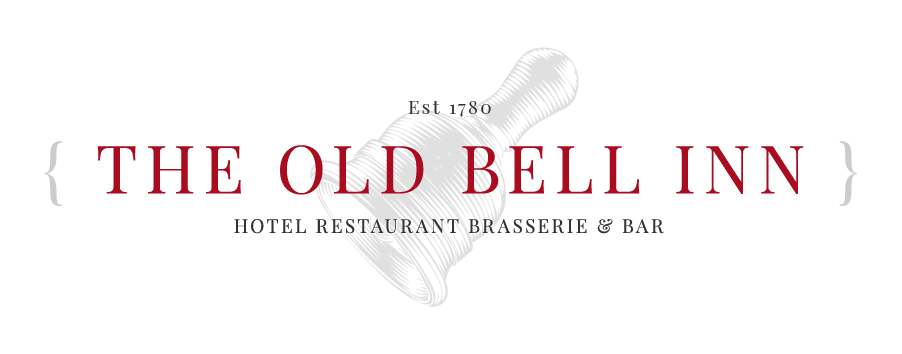 Est 1780
{ THE OLD BELL INN }
HOTEL RESTAURANT BRASSERIE & BAR